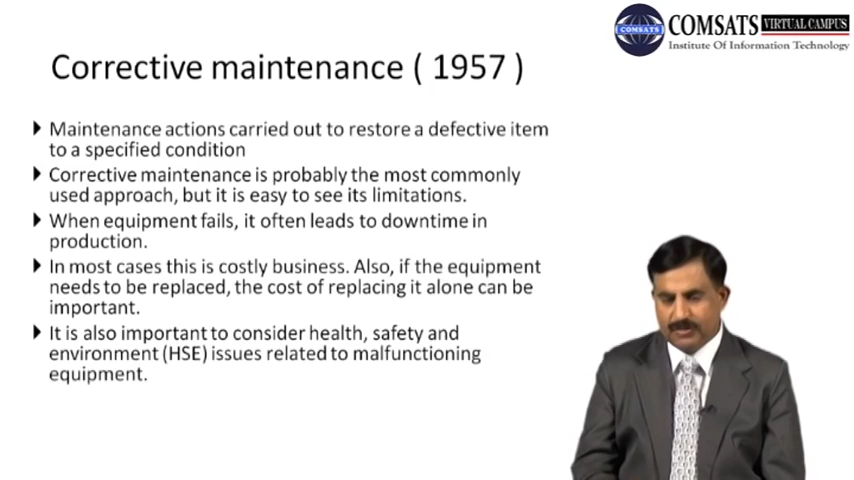 COMSATS VIRTUAL CAMPUS
Institute Of Information Technology
COMSATS
Corrective maintenance ( 1957 )
Maintenance actions carried out to restore a defective item
to a specified condition
Corrective maintenance is probably the most commonly
used approach, but it is easy to see its limitations.
When equipment fails, it often leads to downtime in
production.
In most cases this is costly business. Also, if the equipment
needs to be replaced, the cost of replacing it alone can be
important.
It is also important to consider health, safety and
environment (HSE) issues related to malfunctioning
equipment.